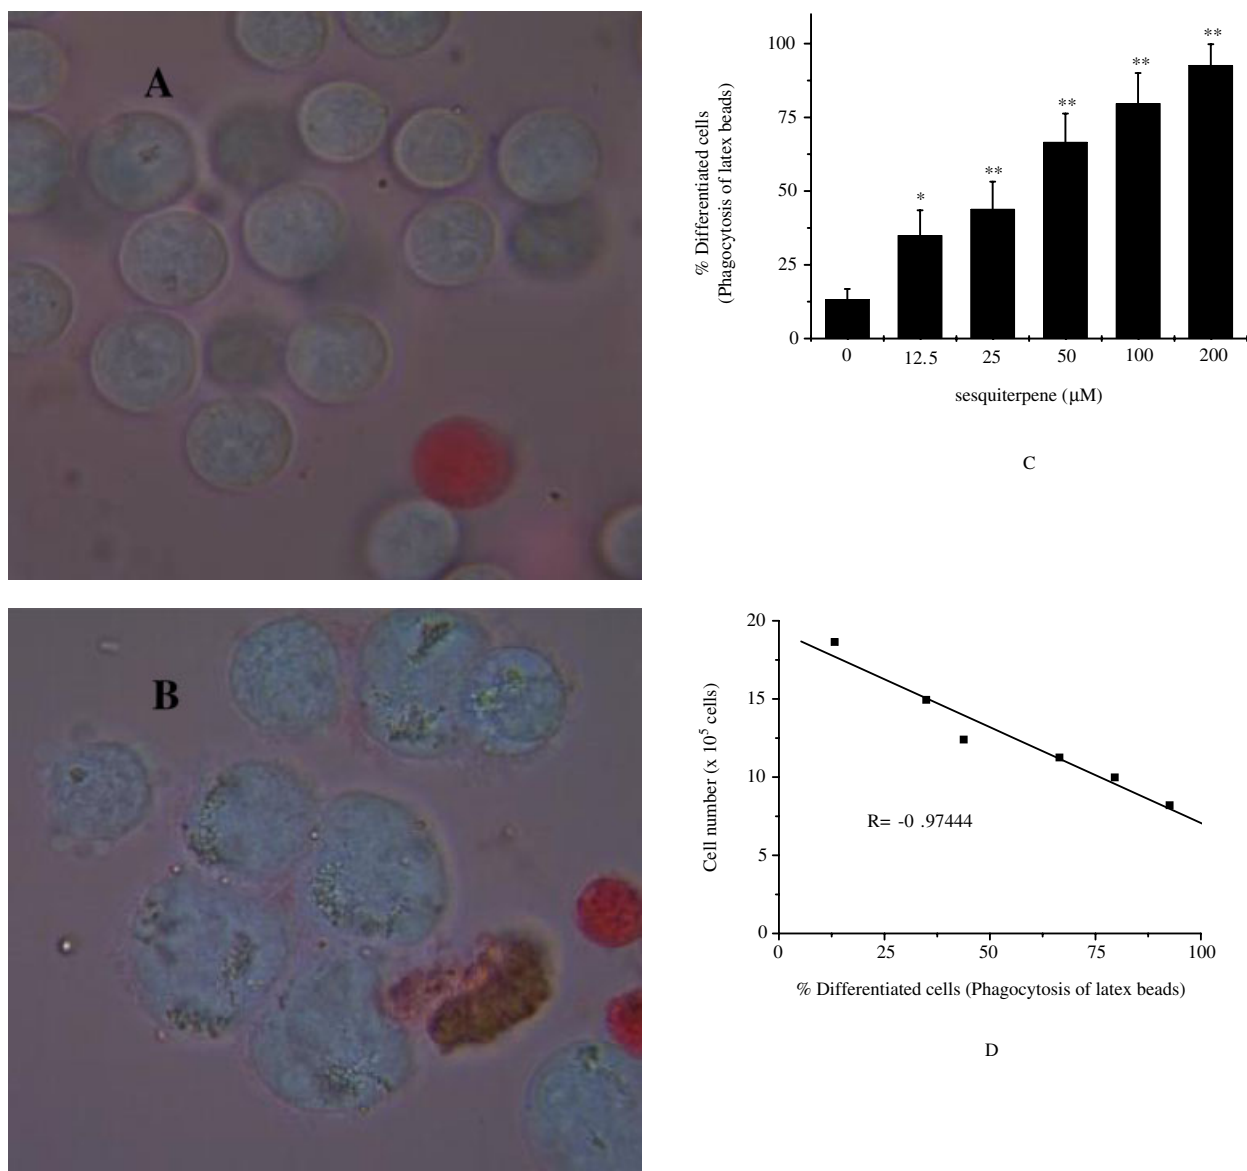 A
% Differentiated cells
(Phagocytosis of latex beads)
100
75
50
25
0
*
**
**
**
**
0 12.5 25 50 100 200
sesquiterpene (µM)
C
B
Cell number (x 10⁵ cells)
20
15
10
5
0
R= -0 .97444
0 25 50 75 100
% Differentiated cells (Phagocytosis of latex beads)
D